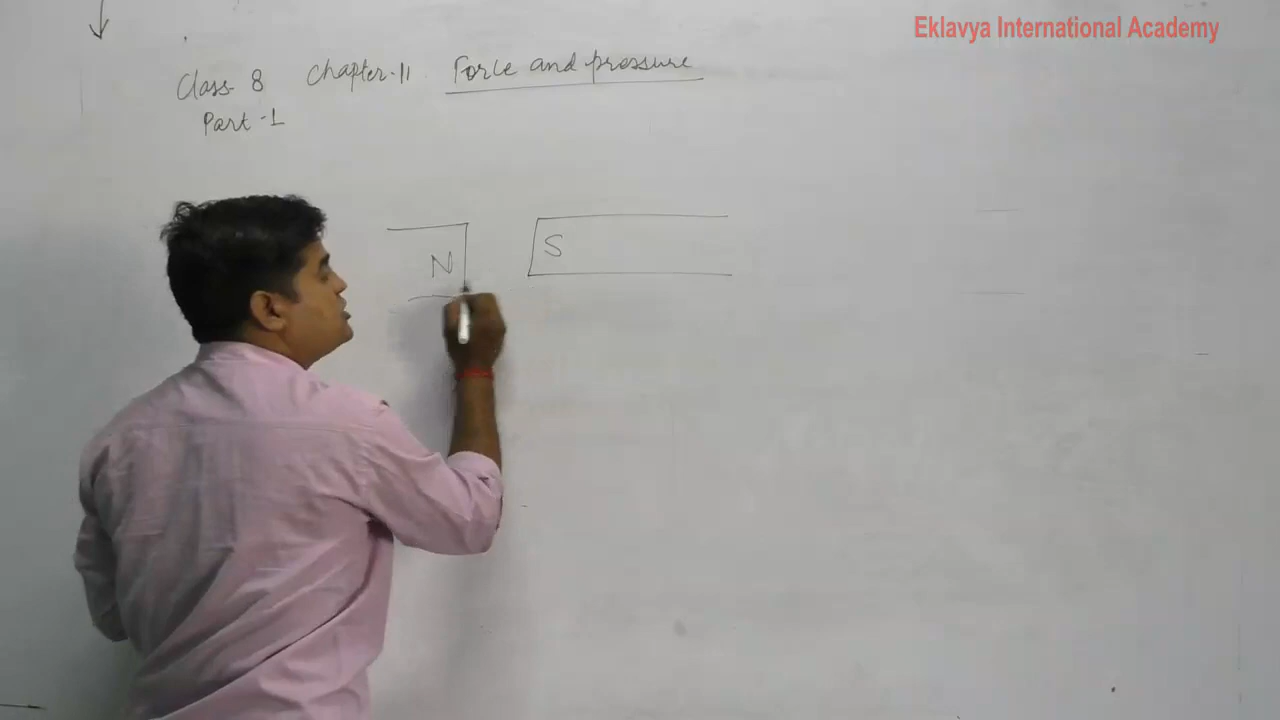 Eklavya International Academy
Class- 8 Chapter-11 Force and pressure
Part-1
N S